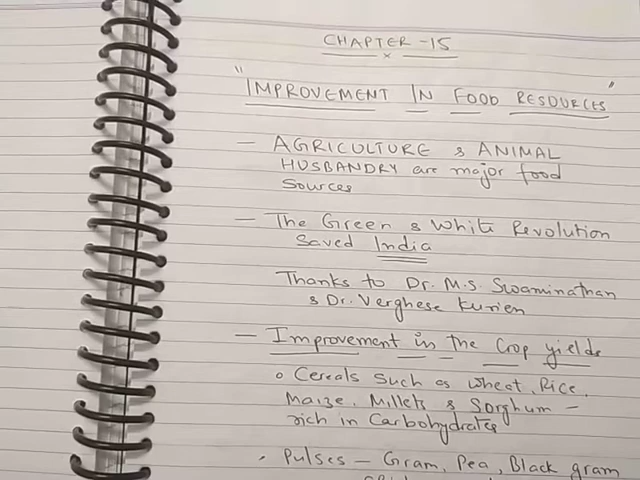 CHAPTER -15
x
"IMPROVEMENT IN FOOD RESOURCES"
- AGRICULTURE & ANIMAL
HUSBANDRY are major food
Sources
- The Green & White Revolution
Saved India
Thanks to Dr. M.S. Swaminathan
& Dr. Verghese Kurien
- Improvement in the Crop yields
o Cereals Such as Wheat, Rice,
Maize, Millets & Sorghum -
rich in Carbohydrates
• Pulses - Gram, Pea, Black gram